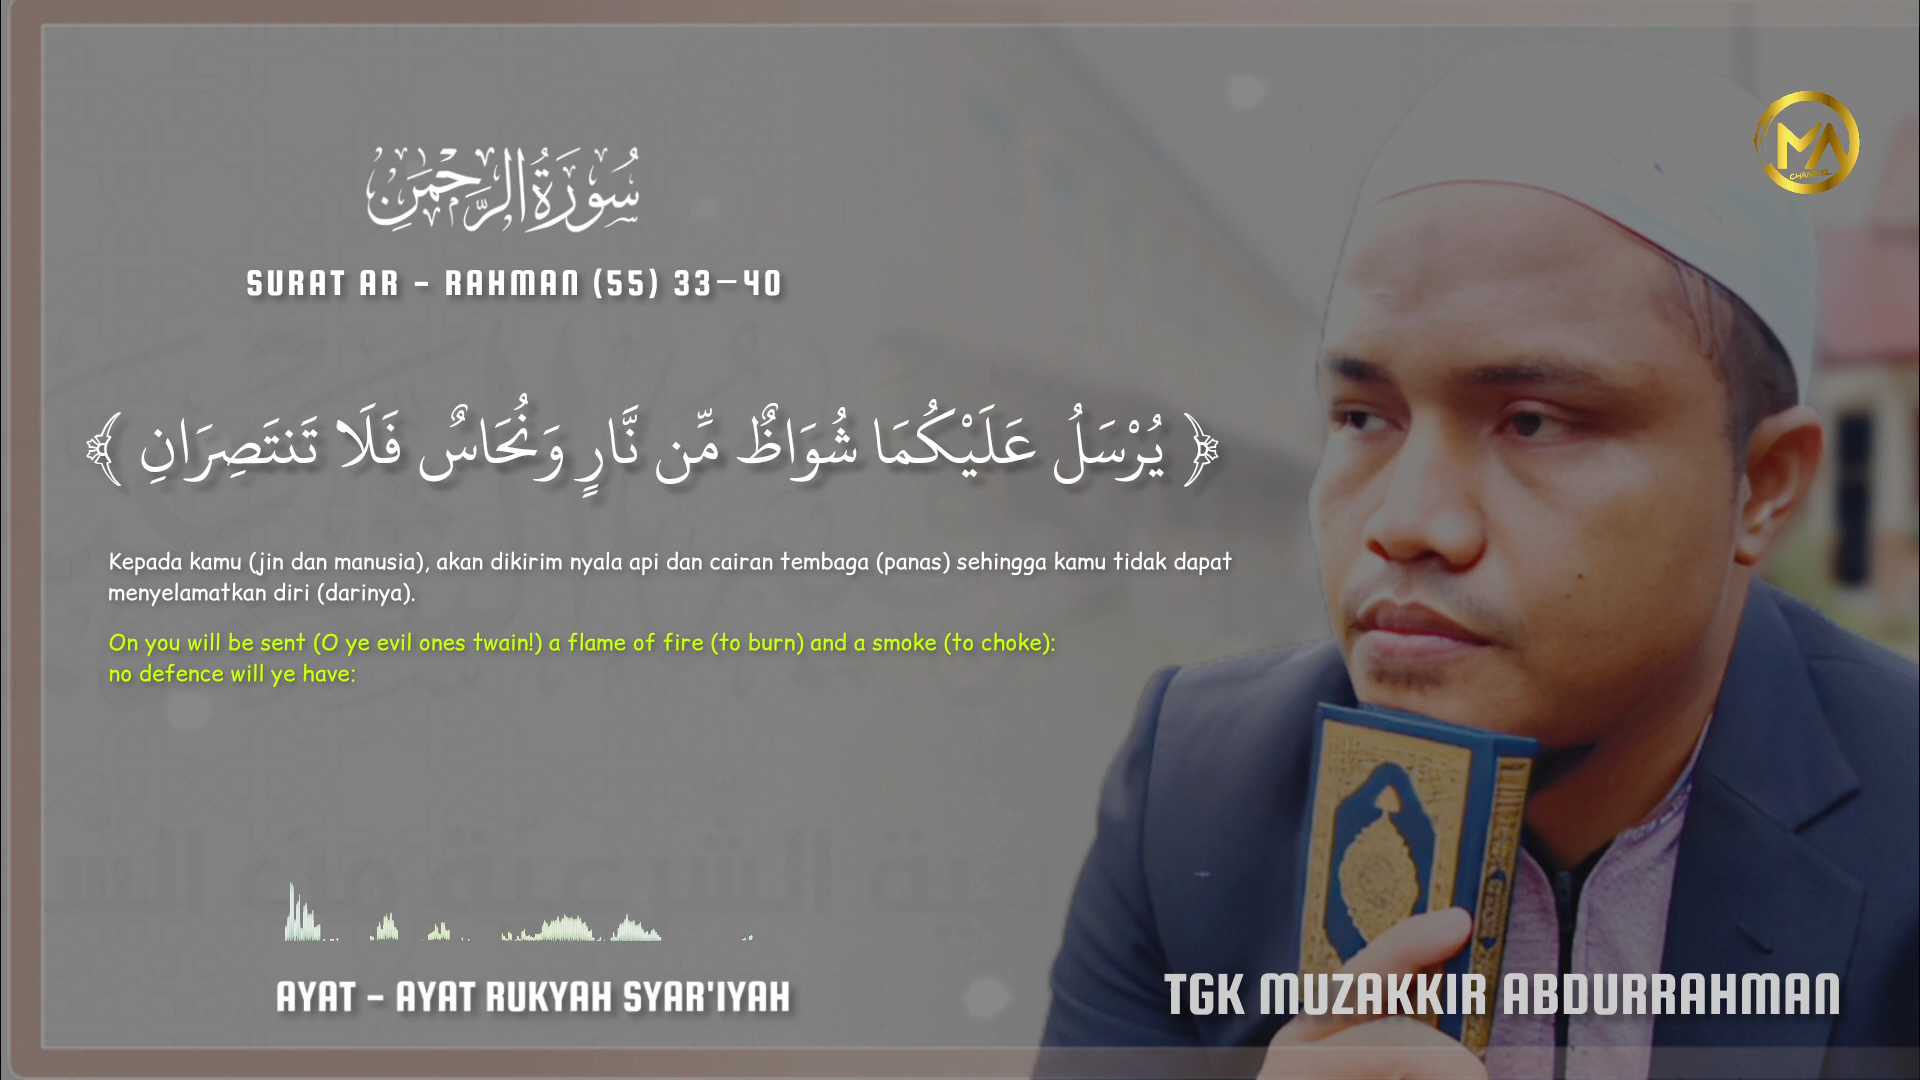 سُورَةُ الرَّحْمَٰنِ
SURAT AR - RAHMAN (55) 33–40
﴿ يُرْسَلُ عَلَيْكُمَا شُوَاظٌ مِّن نَّارٍ وَنُحَاسٌ فَلَا تَنتَصِرَانِ ﴾
Kepada kamu (jin dan manusia), akan dikirim nyala api dan cairan tembaga (panas) sehingga kamu tidak dapat
menyelamatkan diri (darinya).
On you will be sent (O ye evil ones twain!) a flame of fire (to burn) and a smoke (to choke):
no defence will ye have:
AYAT - AYAT RUKYAH SYAR'IYAH
TGK MUZAKKIR ABDURRAHMAN
MA
CHANNEL